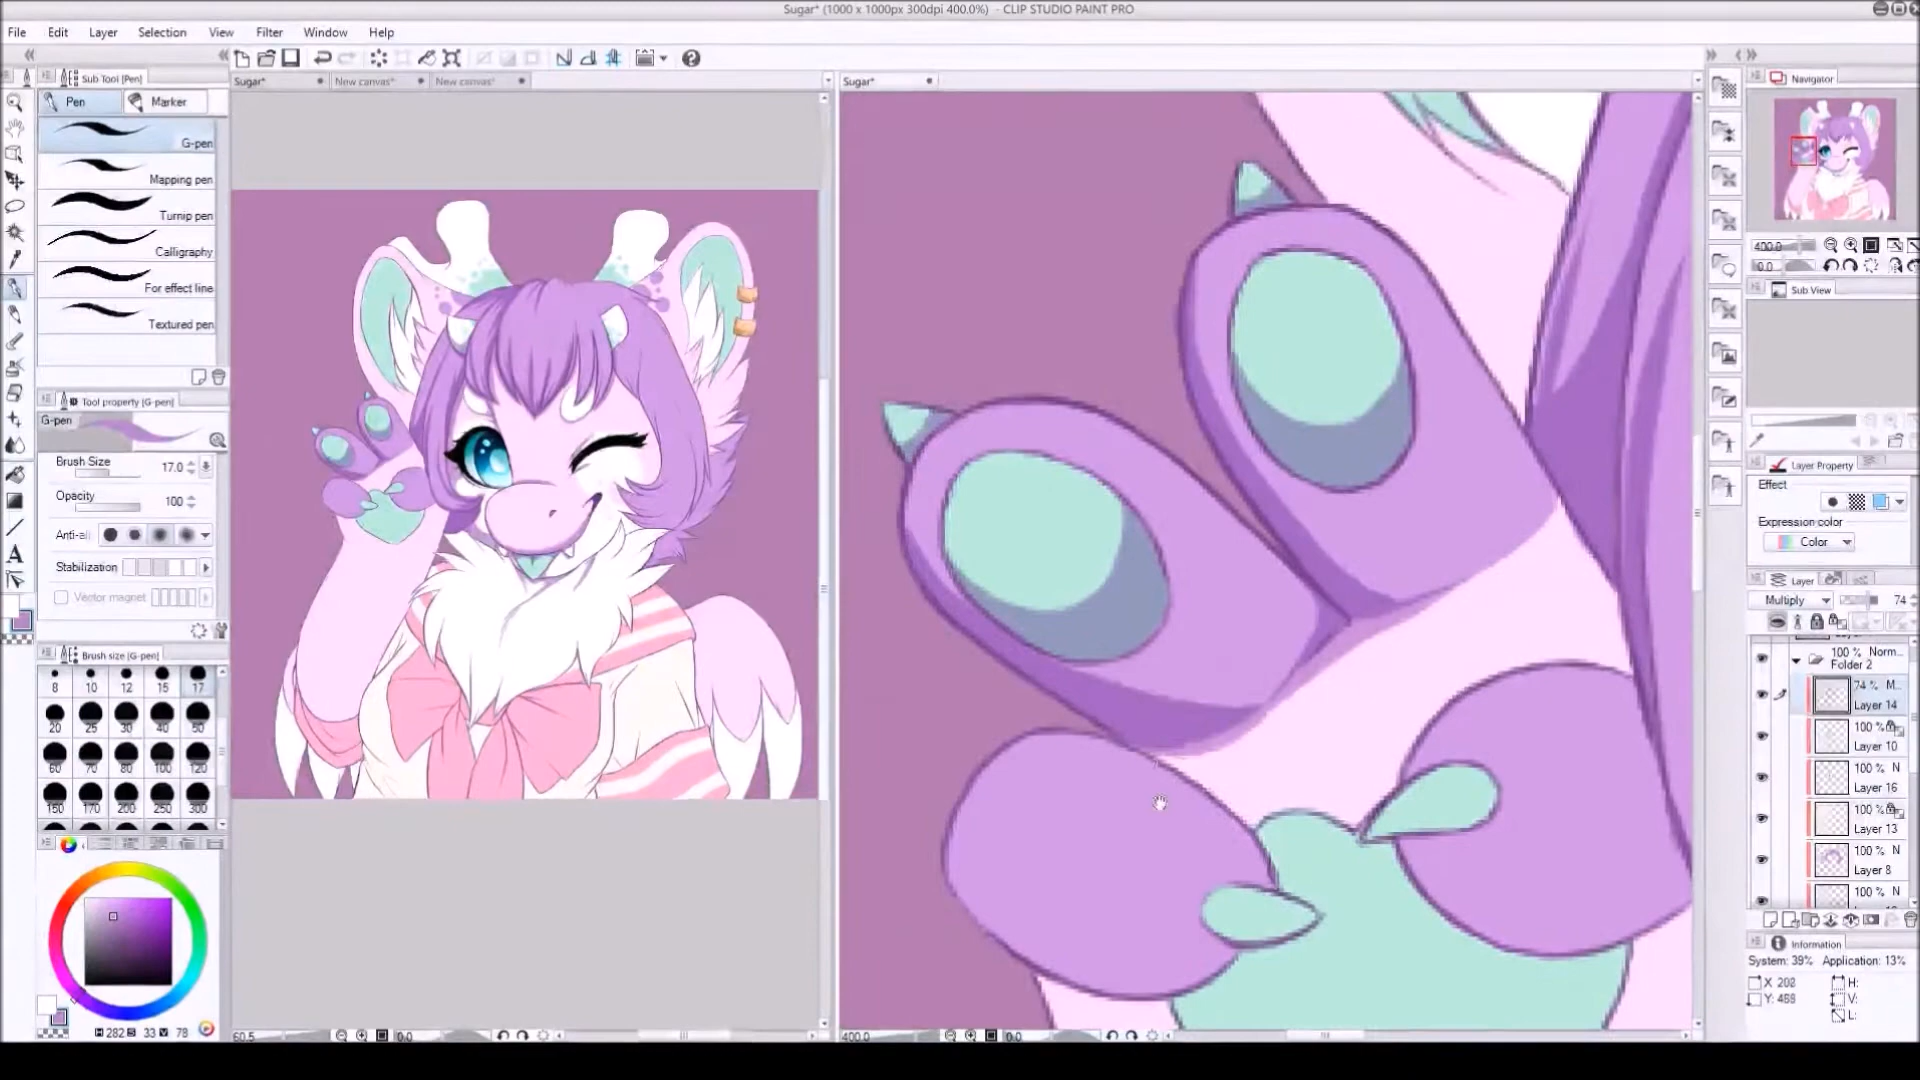 Sugar* (1000 x 1000px 300dpi 400.0%) - CLIP STUDIO PAINT PRO
File Edit Layer Selection View Filter Window Help
Sub Tool [Pen]
Sugar* New canvas* New canvas* Sugar*
Pen Marker
G-pen
Mapping pen
Turnip pen
Calligraphy
For effect line
Textured pen
Tool property [G-pen]
G-pen
Brush Size 17.0
Opacity 100
Anti-ali
Stabilization
Vector magnet
Brush size [G-pen]
8 10 12 15 17
20 25 30 40 50
60 70 80 100 120
150 170 200 250 300
H 282 S 33 V 78
60.5 0.0
400.0 0.0
Navigator
400.0
0.0
Sub View
Layer Property
Effect
Expression color
Color
Layer
Multiply 74
100 % Norm...
Folder 2
74 % M...
Layer 14
100 %
Layer 10
100 % N
Layer 16
100 %
Layer 13
100 % N
Layer 8
100 % N
Information
System: 39% Application: 13%
X 202 H:
Y: 468 V:
L: